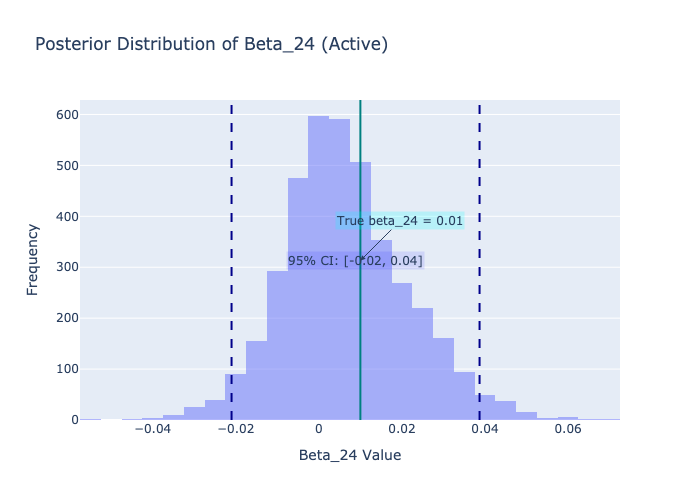 Posterior Distribution of Beta_24 (Active)
600
500
400
300
200
100
0
Frequency
True beta_24 = 0.01
95% CI: [-0.02, 0.04]
−0.04
−0.02
0
0.02
0.04
0.06
Beta_24 Value